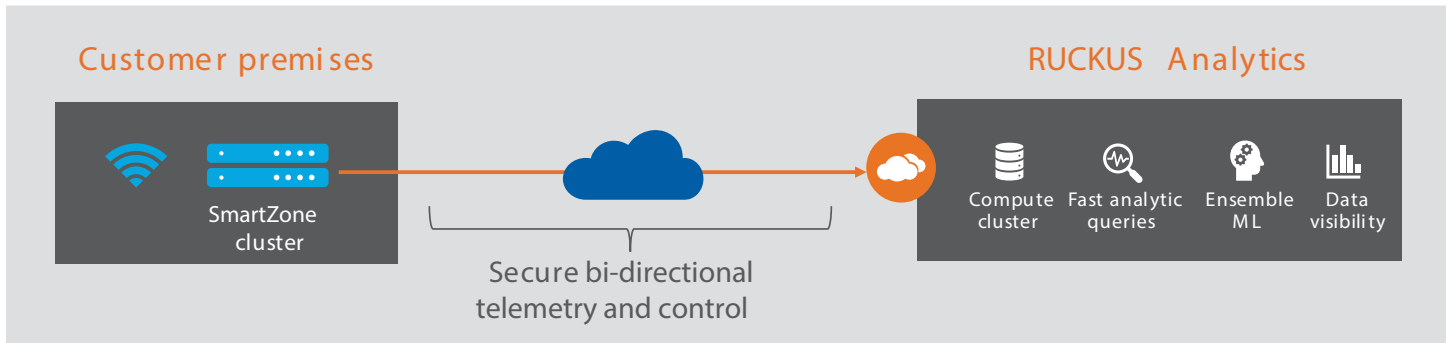 Customer premises
RUCKUS Analytics
SmartZone
cluster
Secure bi-directional
telemetry and control
Compute
cluster
Fast analytic
queries
Ensemble
ML
Data
visibility